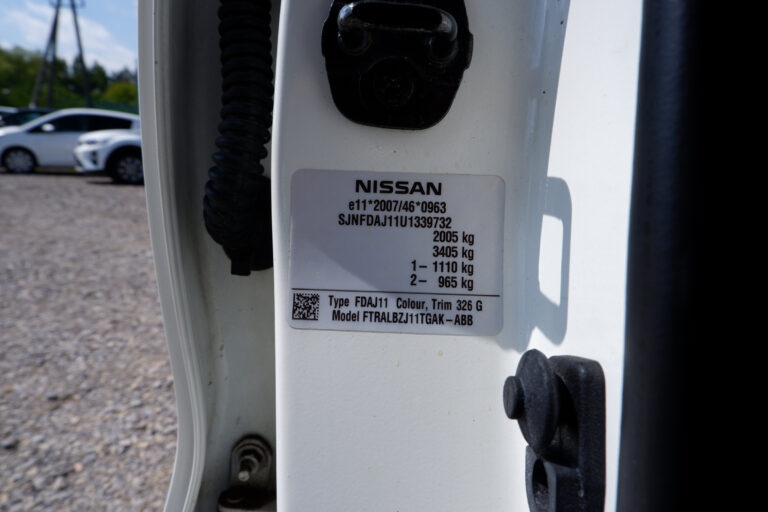 NISSAN
e11*2007/46*0963
SJNFDAJ11U1339732
2005 kg
3405 kg
1– 1110 kg
2– 965 kg
Type FDAJ11 Colour, Trim 326 G
Model FTRALBZJ11TGAK–ABB